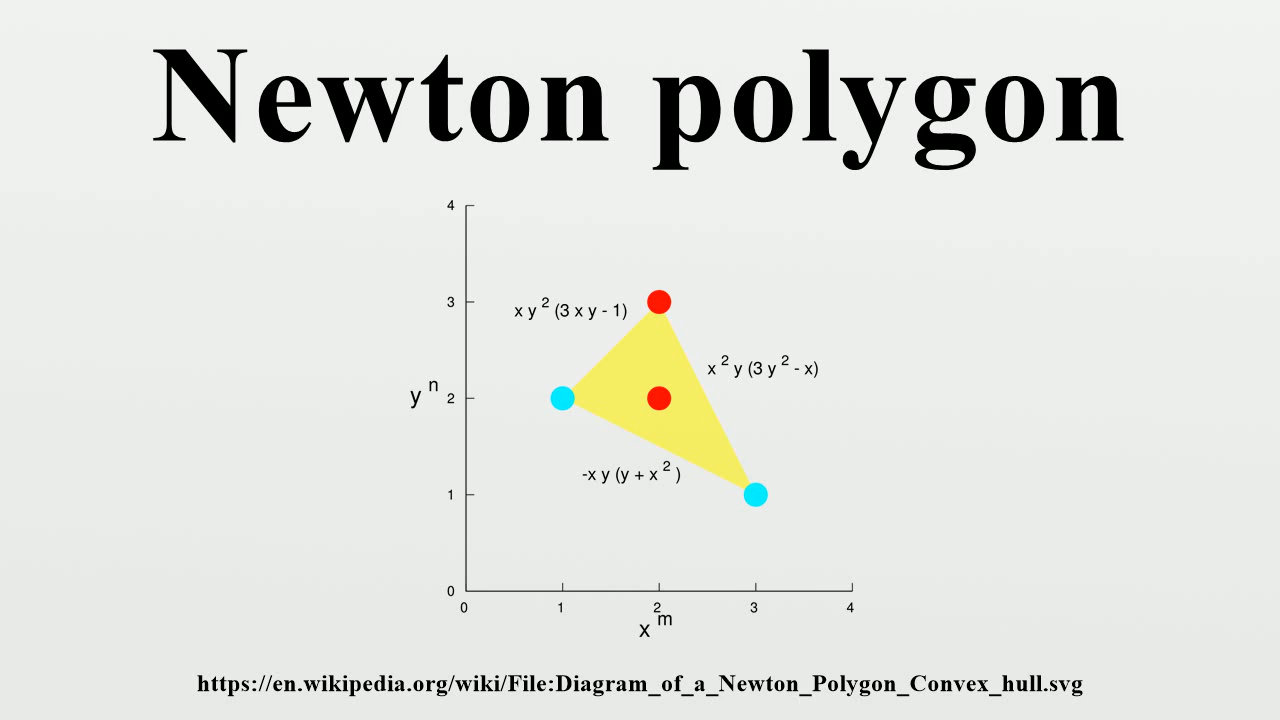 Newton polygon
4
x y 2 (3 x y - 1)
3
x 2 y (3 y 2 - x)
y n
2
-x y (y + x 2 )
1
0
0 1 2 3 4
x m
https://en.wikipedia.org/wiki/File:Diagram_of_a_Newton_Polygon_Convex_hull.svg